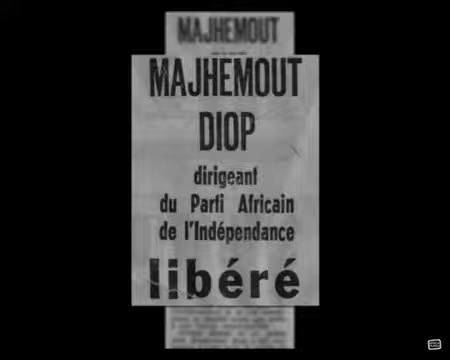 MAJHEMOUT
MAJHEMOUT
DIOP
dirigeant
du Parti Africain
de l'Indépendance
libéré